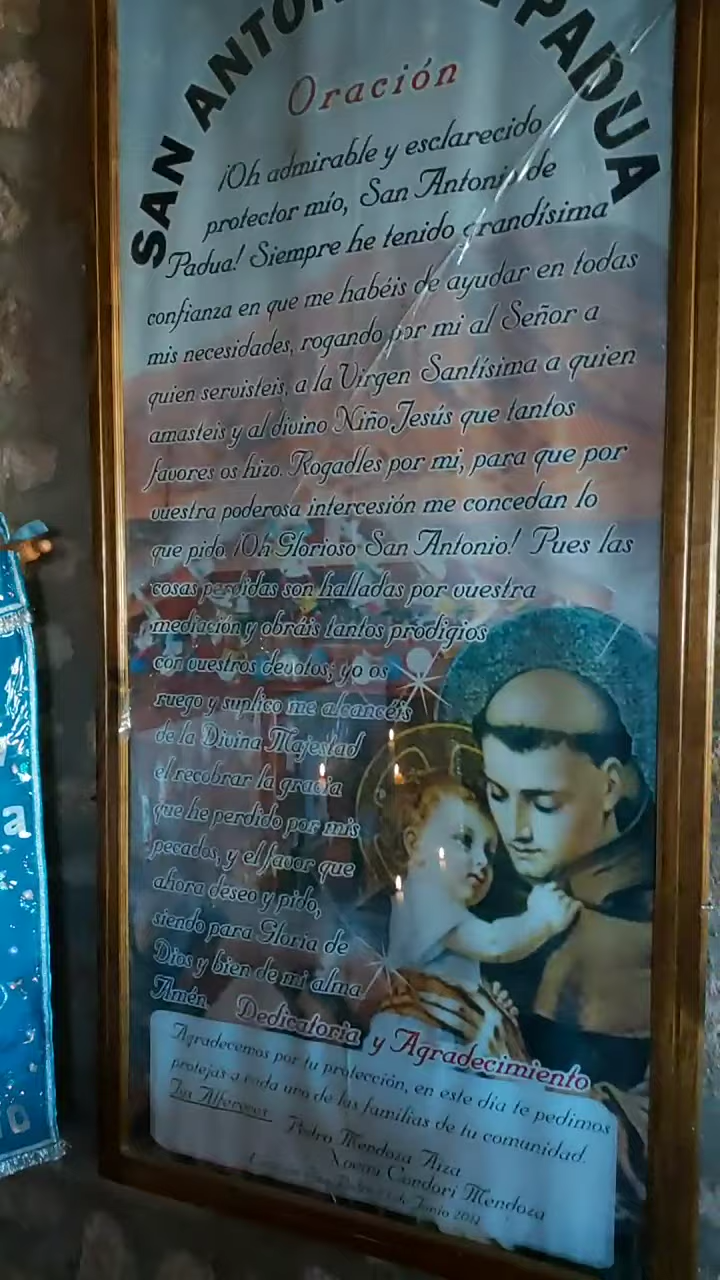 SAN ANTONIO DE PADUA
Oración
¡Oh admirable y esclarecido
protector mío, San Antonio de
Padua! Siempre he tenido grandísima
confianza en que me habéis de ayudar en todas
mis necesidades, rogando por mi al Señor a
quien servisteis, a la Virgen Santísima a quien
amasteis y al divino Niño Jesús que tantos
favores os hizo. Rogadles por mi, para que por
vuestra poderosa intercesión me concedan lo
que pido ¡Oh Glorioso San Antonio! Pues las
cosas perdidas son halladas por vuestra
mediación y obráis tantos prodigios
con vuestros devotos; yo os
ruego y suplico me alcancéis
de la Divina Majestad
el recobrar la gracia
que he perdido por mis
pecados, y el favor que
ahora deseo y pido,
siendo para Gloria de
Dios y bien de mi alma.
Amén.
Dedicatoria y Agradecimiento
Agradecemos por tu protección, en este día te pedimos
protejas a cada uno de las familias de tu comunidad.
Tus Alfereces
Pedro Mendoza Aiza
Noemi Condori Mendoza
de Junio
a